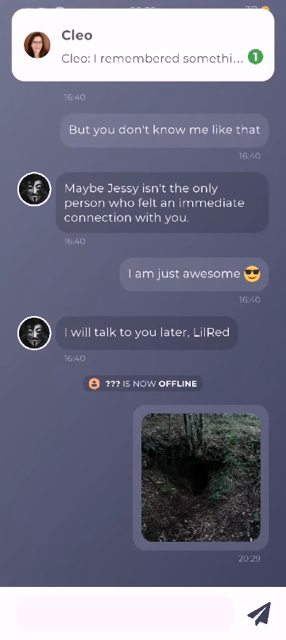 Cleo
Cleo: I remembered somethi...
1
16:40
But you don't know me like that
16:40
Maybe Jessy isn't the only
person who felt an immediate
connection with you.
16:40
I am just awesome 😎
16:40
I will talk to you later, LilRed
16:40
??? IS NOW OFFLINE
20:29